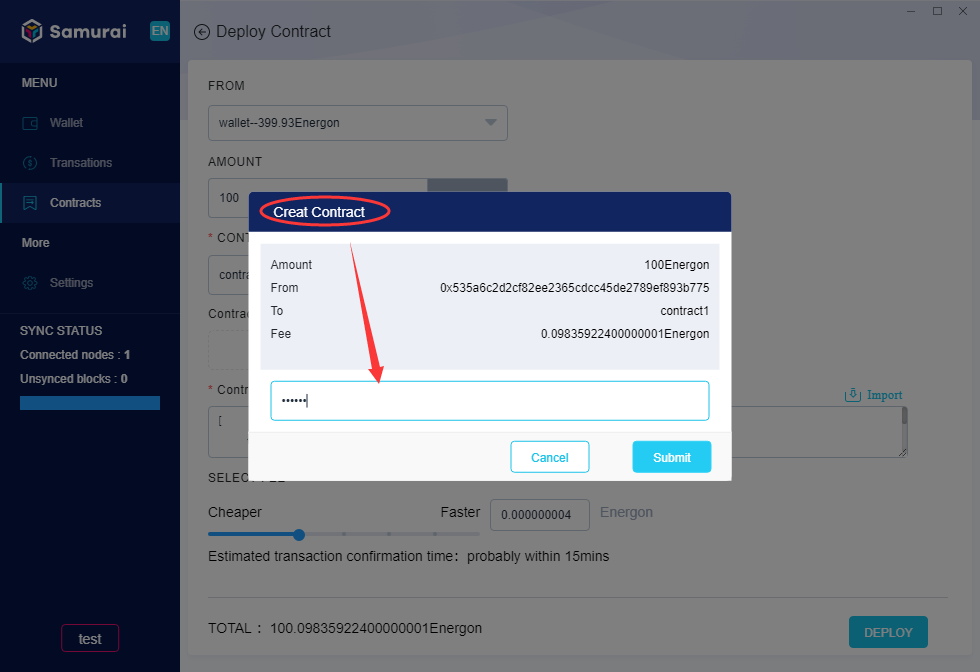 Samurai
EN
MENU
Wallet
Transations
Contracts
More
Settings
SYNC STATUS
Connected nodes : 1
Unsynced blocks : 0
test
Deploy Contract
FROM
wallet--399.93Energon
AMOUNT
100
* CONT
contra
Contrac
* Contr
[
Import
Creat Contract
Amount 100Energon
From 0x535a6c2d2cf82ee2365cdcc45de2789ef893b775
To contract1
Fee 0.09835922400000001Energon
••••••
Cancel Submit
SELECT FEE
Cheaper Faster 0.000000004 Energon
Estimated transaction confirmation time： probably within 15mins
TOTAL： 100.09835922400000001Energon
DEPLOY